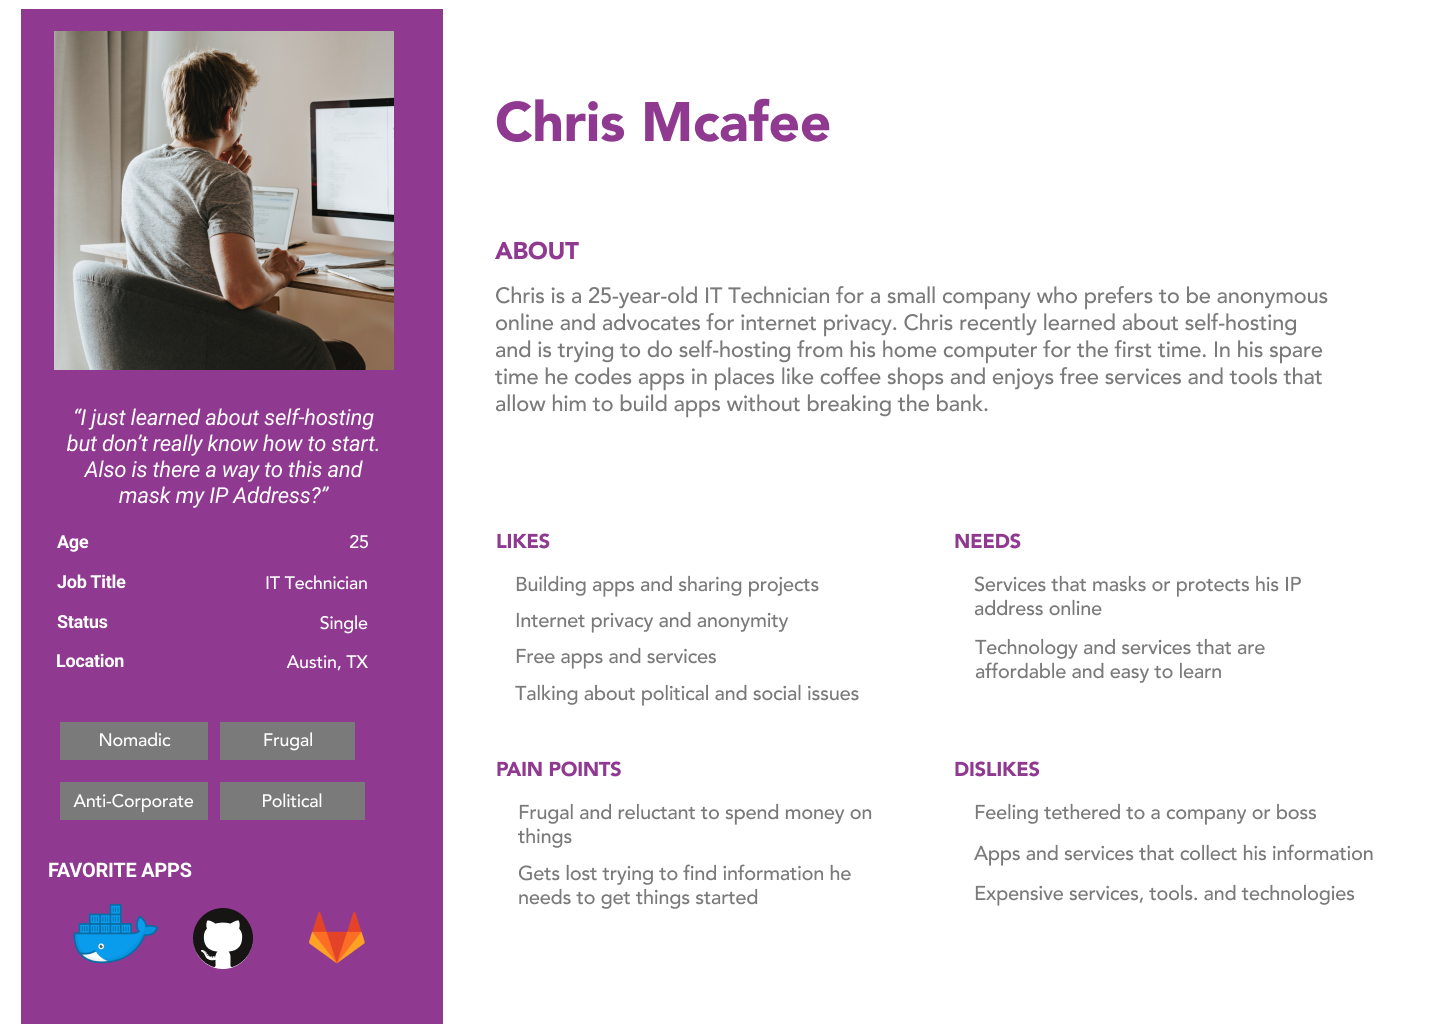 “I just learned about self-hosting
but don’t really know how to start.
Also is there a way to this and
mask my IP Address?”
Age 25
Job Title IT Technician
Status Single
Location Austin, TX
Nomadic Frugal
Anti-Corporate Political
FAVORITE APPS
Chris Mcafee
ABOUT
Chris is a 25-year-old IT Technician for a small company who prefers to be anonymous
online and advocates for internet privacy. Chris recently learned about self-hosting
and is trying to do self-hosting from his home computer for the first time. In his spare
time he codes apps in places like coffee shops and enjoys free services and tools that
allow him to build apps without breaking the bank.
LIKES
Building apps and sharing projects
Internet privacy and anonymity
Free apps and services
Talking about political and social issues
NEEDS
Services that masks or protects his IP
address online
Technology and services that are
affordable and easy to learn
PAIN POINTS
Frugal and reluctant to spend money on
things
Gets lost trying to find information he
needs to get things started
DISLIKES
Feeling tethered to a company or boss
Apps and services that collect his information
Expensive services, tools. and technologies